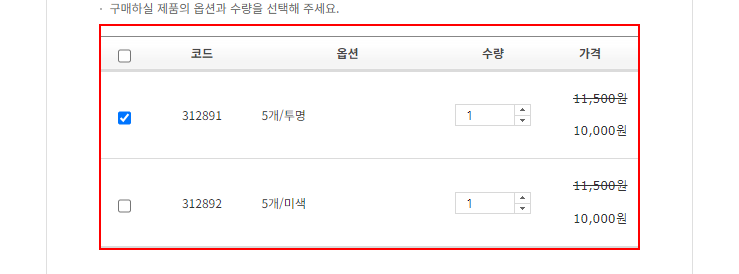 · 구매하실 제품의 옵션과 수량을 선택해 주세요.
코드 옵션 수량 가격
11,500원
312891 5개/투명 1
10,000원
11,500원
312892 5개/미색 1
10,000원